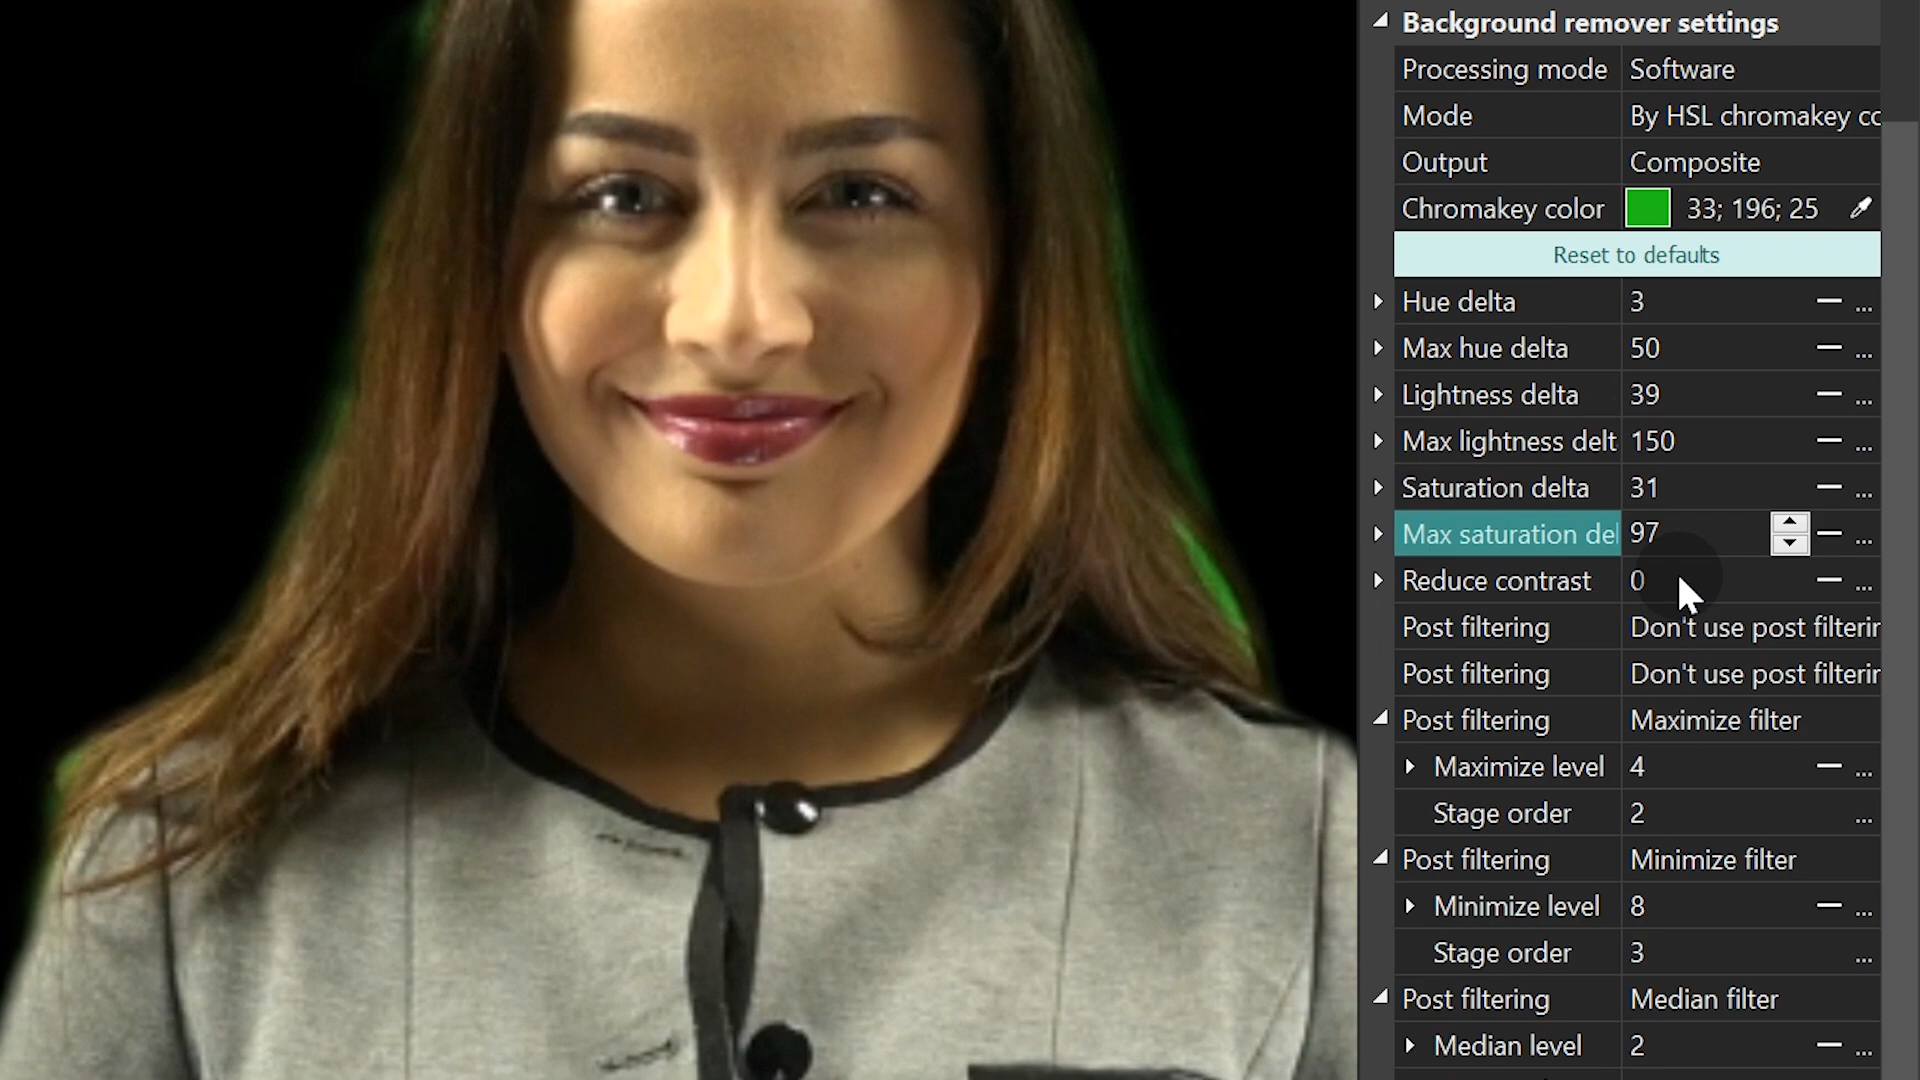 Background remover settings
Processing mode Software
Mode By HSL chromakey cc
Output Composite
Chromakey color 33; 196; 25
Reset to defaults
Hue delta 3 ...
Max hue delta 50 ...
Lightness delta 39 ...
Max lightness delt 150 ...
Saturation delta 31 ...
Max saturation del 97 ...
Reduce contrast 0 ...
Post filtering Don't use post filterir
Post filtering Don't use post filterir
Post filtering Maximize filter
Maximize level 4 ...
Stage order 2 ...
Post filtering Minimize filter
Minimize level 8 ...
Stage order 3 ...
Post filtering Median filter
Median level 2 ...